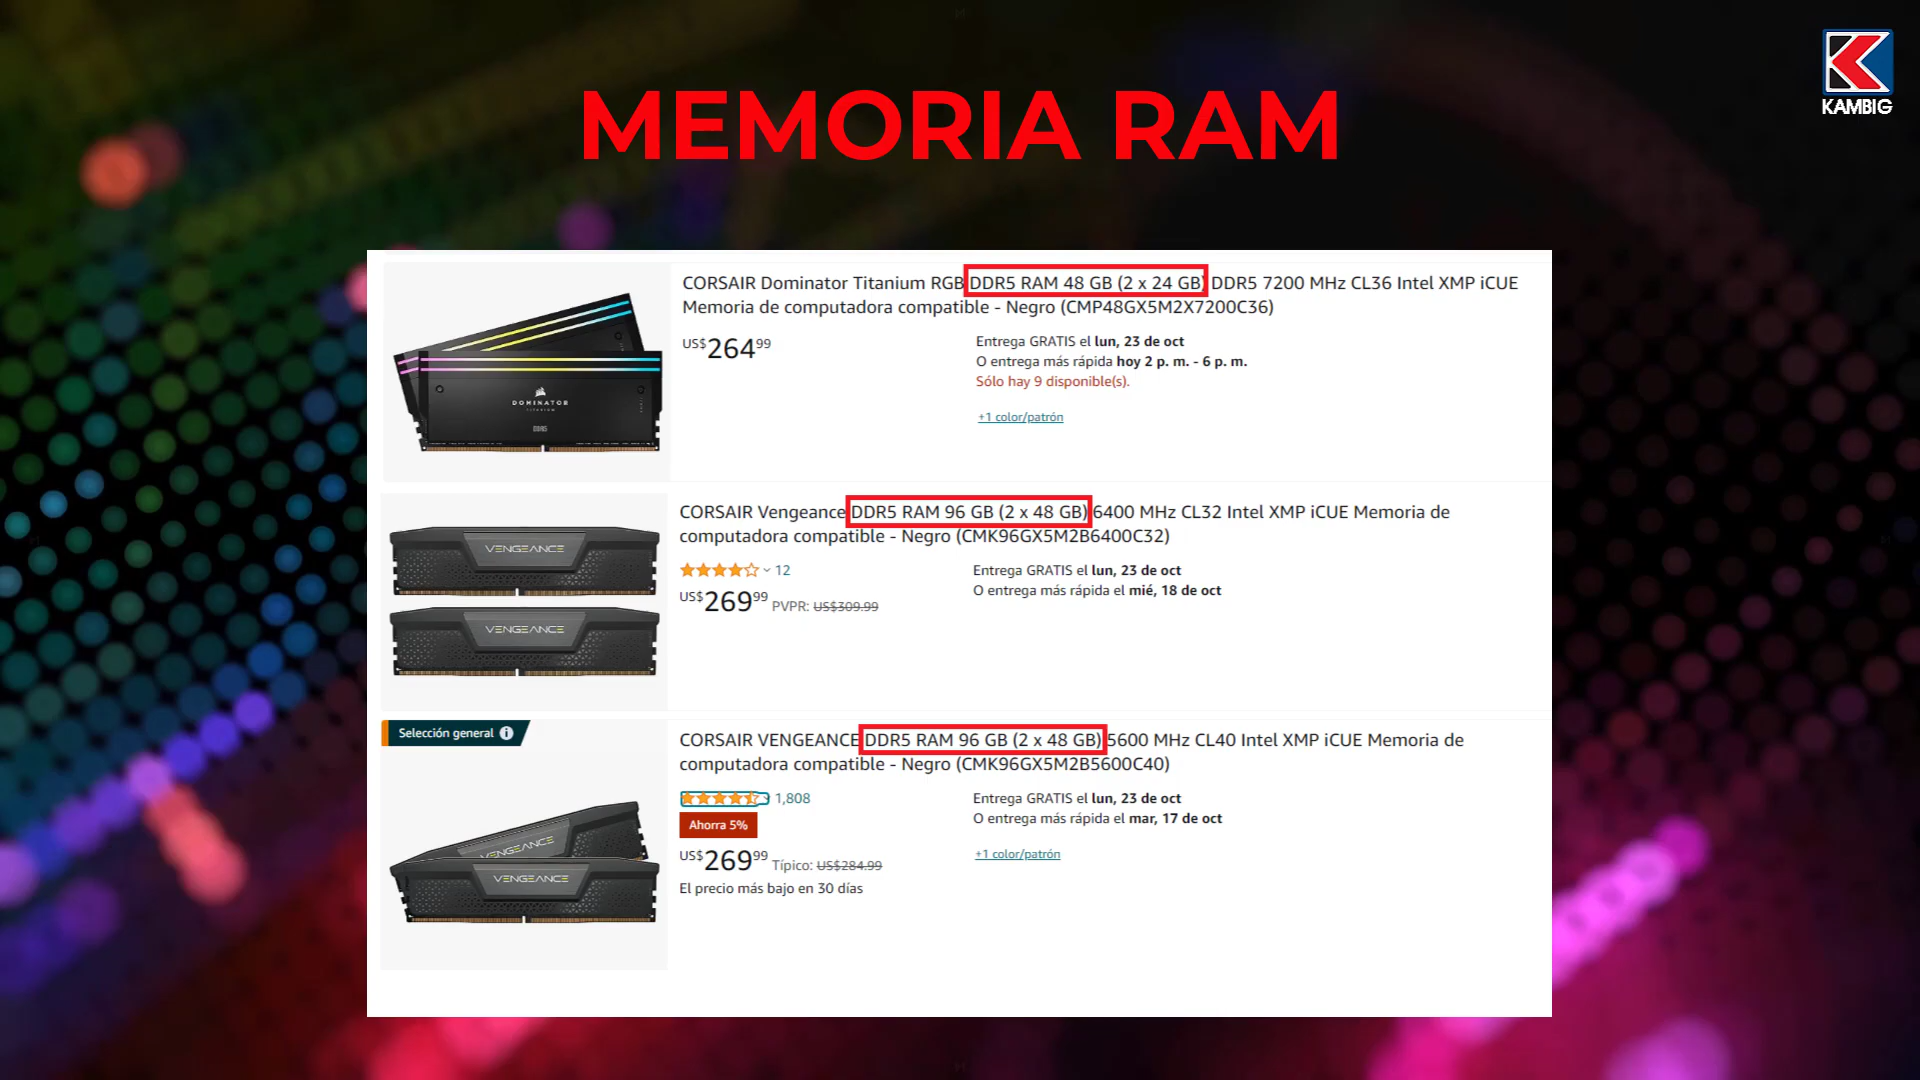 KAMBIG
MEMORIA RAM
CORSAIR Dominator Titanium RGB DDR5 RAM 48 GB (2 x 24 GB) DDR5 7200 MHz CL36 Intel XMP iCUE
Memoria de computadora compatible - Negro (CMP48GX5M2X7200C36)
US$264.99
Entrega GRATIS el lun, 23 de oct
O entrega más rápida hoy 2 p. m. - 6 p. m.
Sólo hay 9 disponible(s).
+1 color/patrón
DOMINATOR
TITANIUM
DDR5
CORSAIR Vengeance DDR5 RAM 96 GB (2 x 48 GB) 6400 MHz CL32 Intel XMP iCUE Memoria de
computadora compatible - Negro (CMK96GX5M2B6400C32)
12
US$269.99 PVPR: US$309.99
Entrega GRATIS el lun, 23 de oct
O entrega más rápida el mié, 18 de oct
VENGEANCE
VENGEANCE
Selección general
CORSAIR VENGEANCE DDR5 RAM 96 GB (2 x 48 GB) 5600 MHz CL40 Intel XMP iCUE Memoria de
computadora compatible - Negro (CMK96GX5M2B5600C40)
1,808
Ahorra 5%
US$269.99 Típico: US$284.99
El precio más bajo en 30 días
Entrega GRATIS el lun, 23 de oct
O entrega más rápida el mar, 17 de oct
+1 color/patrón
VENGEANCE
VENGEANCE